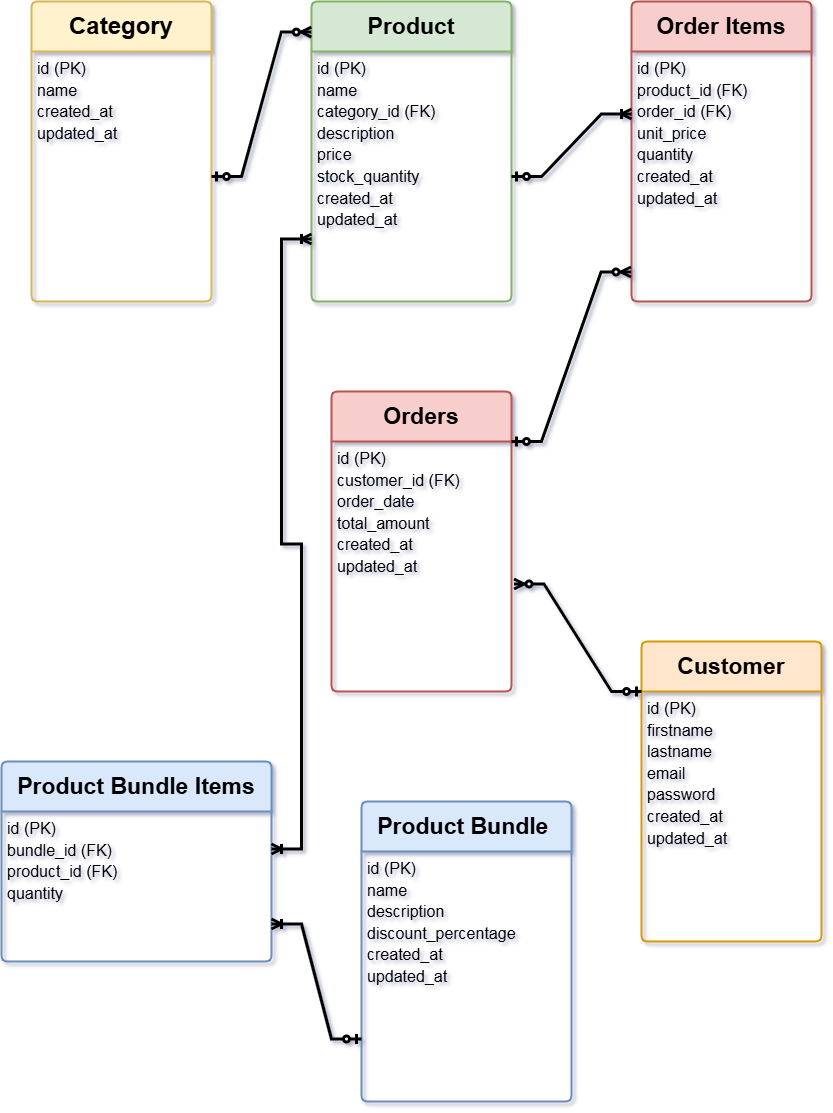 Category
id (PK)
name
created_at
updated_at
Product
id (PK)
name
category_id (FK)
description
price
stock_quantity
created_at
updated_at
Order Items
id (PK)
product_id (FK)
order_id (FK)
unit_price
quantity
created_at
updated_at
Orders
id (PK)
customer_id (FK)
order_date
total_amount
created_at
updated_at
Customer
id (PK)
firstname
lastname
email
password
created_at
updated_at
Product Bundle Items
id (PK)
bundle_id (FK)
product_id (FK)
quantity
Product Bundle
id (PK)
name
description
discount_percentage
created_at
updated_at